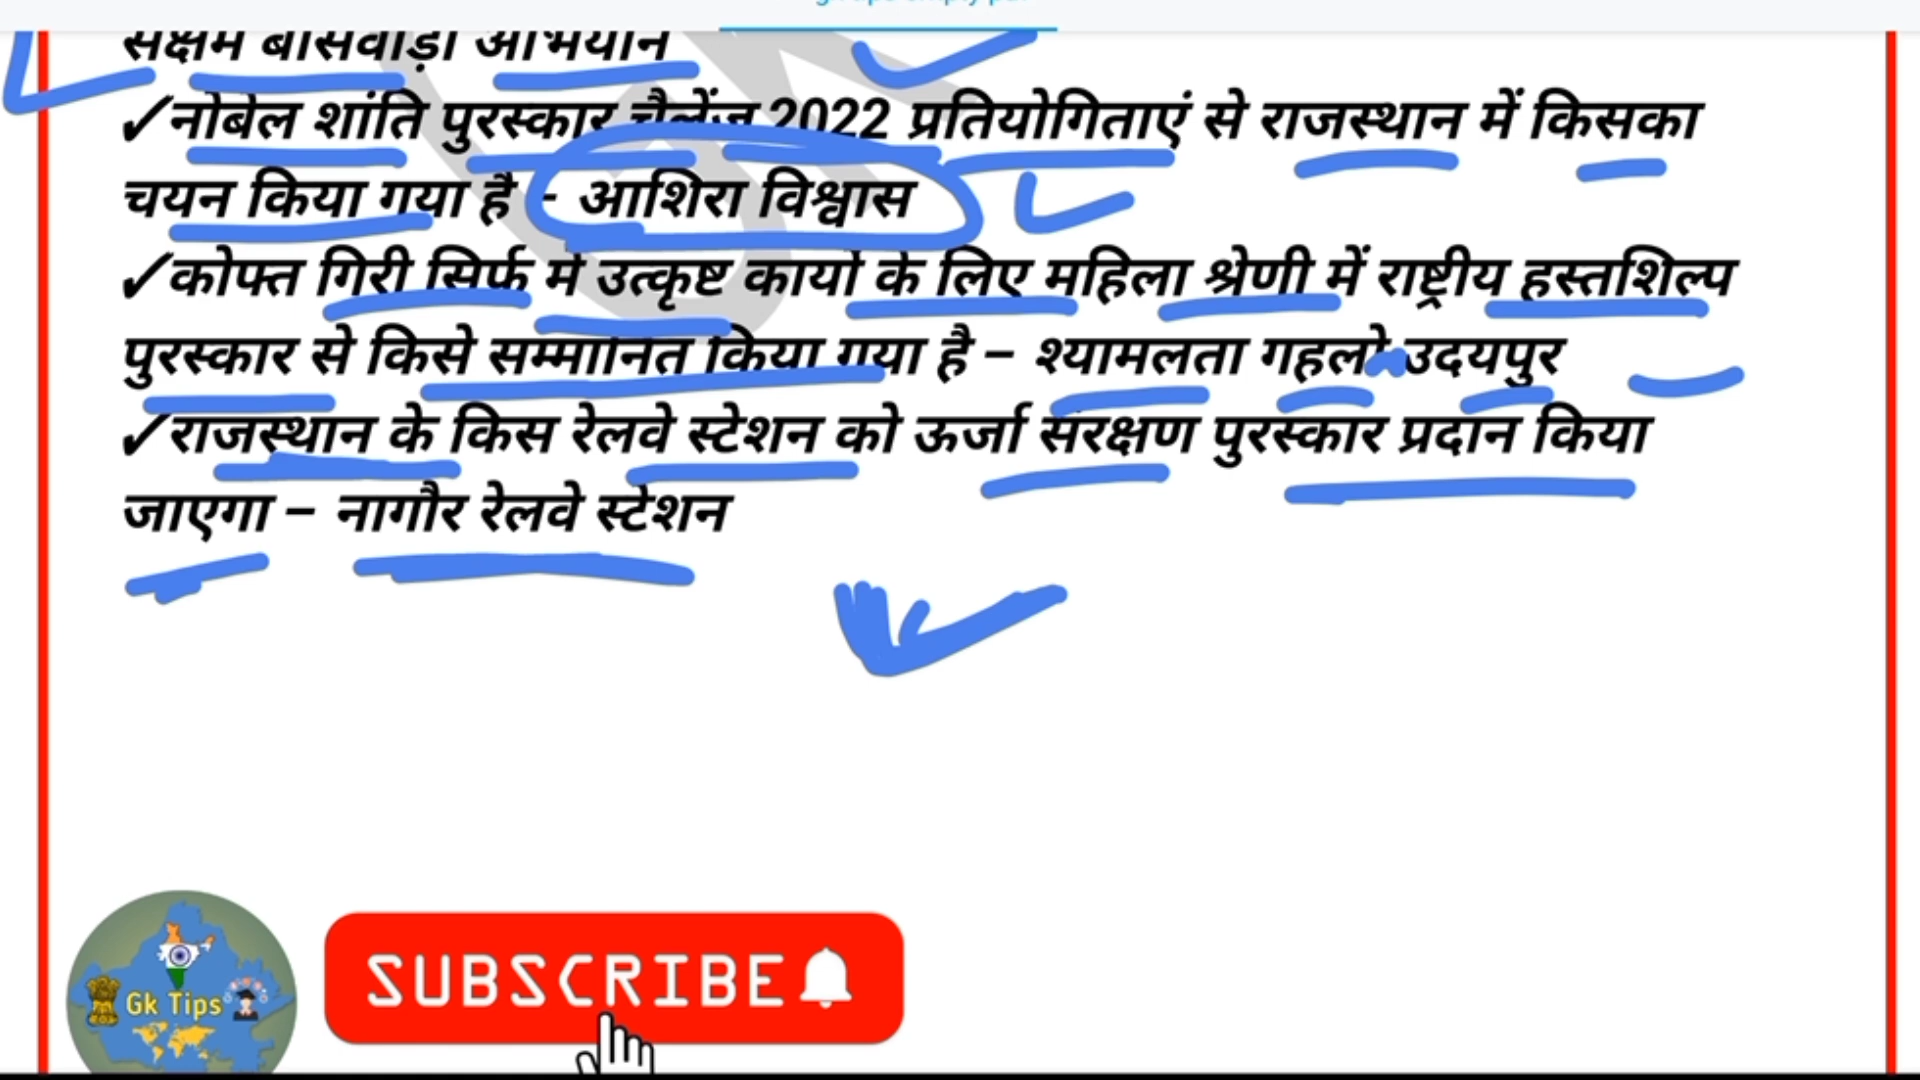 सक्षम बांसवाड़ा अभियान
✓नोबेल शांति पुरस्कार चैलेंज 2022 प्रतियोगिताएं से राजस्थान में किसका
चयन किया गया है - आशिरा विश्वास
✓कोफ्त गिरी सिर्फ में उत्कृष्ट कार्यों के लिए महिला श्रेणी में राष्ट्रीय हस्तशिल्प
पुरस्कार से किसे सम्मानित किया गया है – श्यामलता गहलो उदयपुर
✓राजस्थान के किस रेलवे स्टेशन को ऊर्जा संरक्षण पुरस्कार प्रदान किया
जाएगा – नागौर रेलवे स्टेशन
Gk Tips
SUBSCRIBE